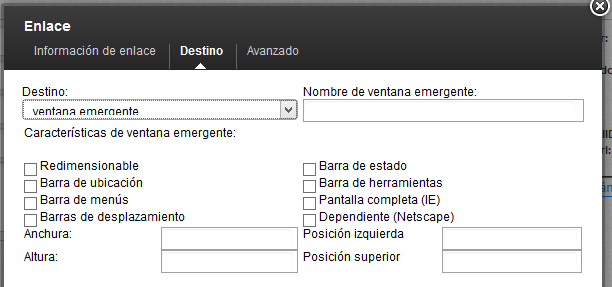 Enlace
Información de enlace Destino Avanzado
Destino: Nombre de ventana emergente:
ventana emergente
Características de ventana emergente:
Redimensionable Barra de estado
Barra de ubicación Barra de herramientas
Barra de menús Pantalla completa (IE)
Barras de desplazamiento Dependiente (Netscape)
Anchura: Posición izquierda
Altura: Posición superior